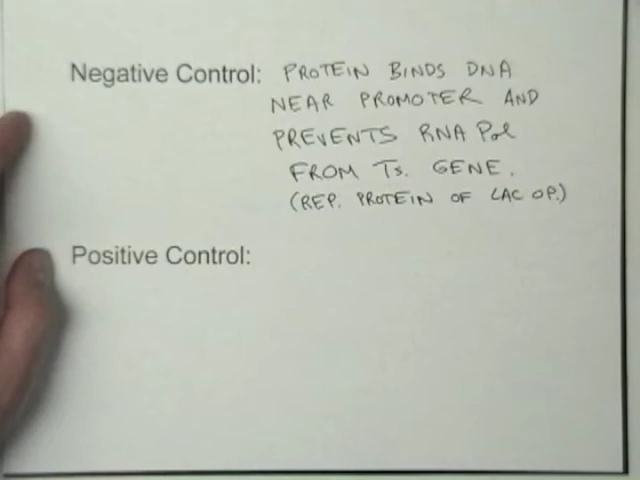 Negative Control: PROTEIN BINDS DNA
NEAR PROMOTER AND
PREVENTS RNA Pol
FROM Ts. GENE.
(REP. PROTEIN OF LAC OP.)
Positive Control: